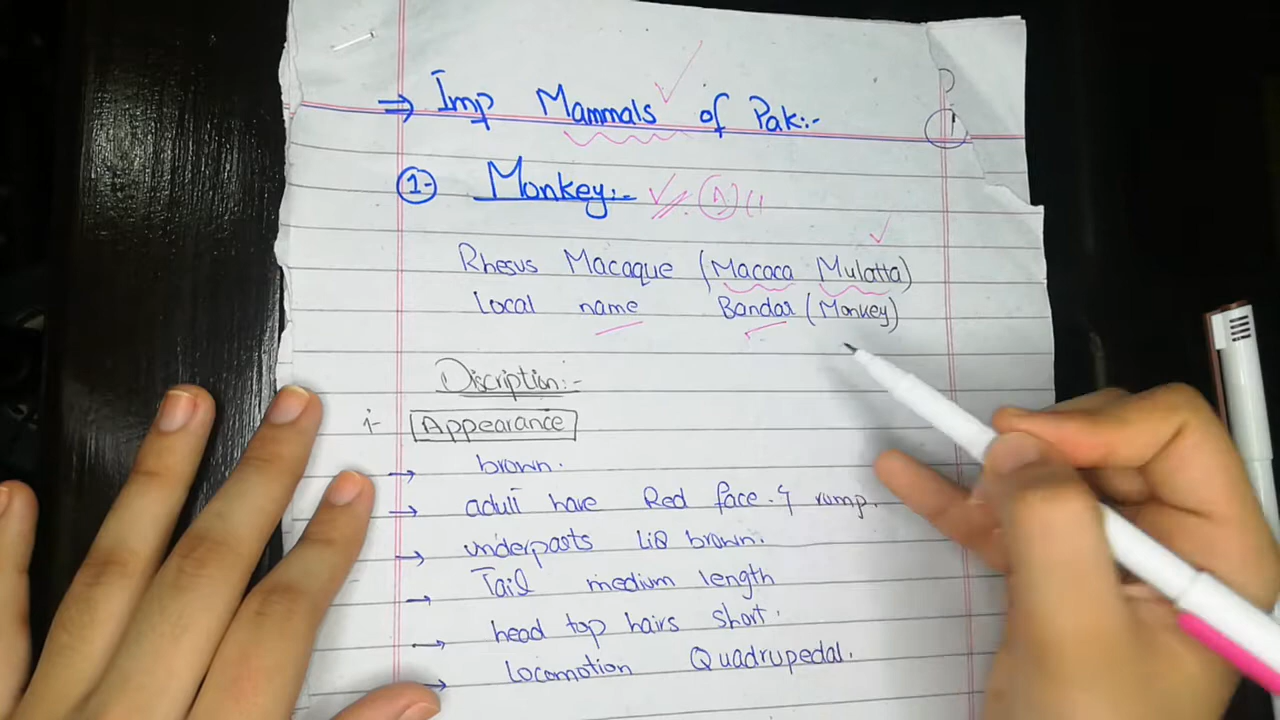 ⇒ Imp Mammals of Pak:-
1- Monkey:-
Rhesus Macaque (Macaca Mulatta)
Local name Bandar (Monkey)
Discription:-
i- Appearance
→ brown.
→ adult have Red face. & rump.
→ underparts brown.
→ Tail medium length
→ head top hairs short.
→ locomotion Quadrupedal.